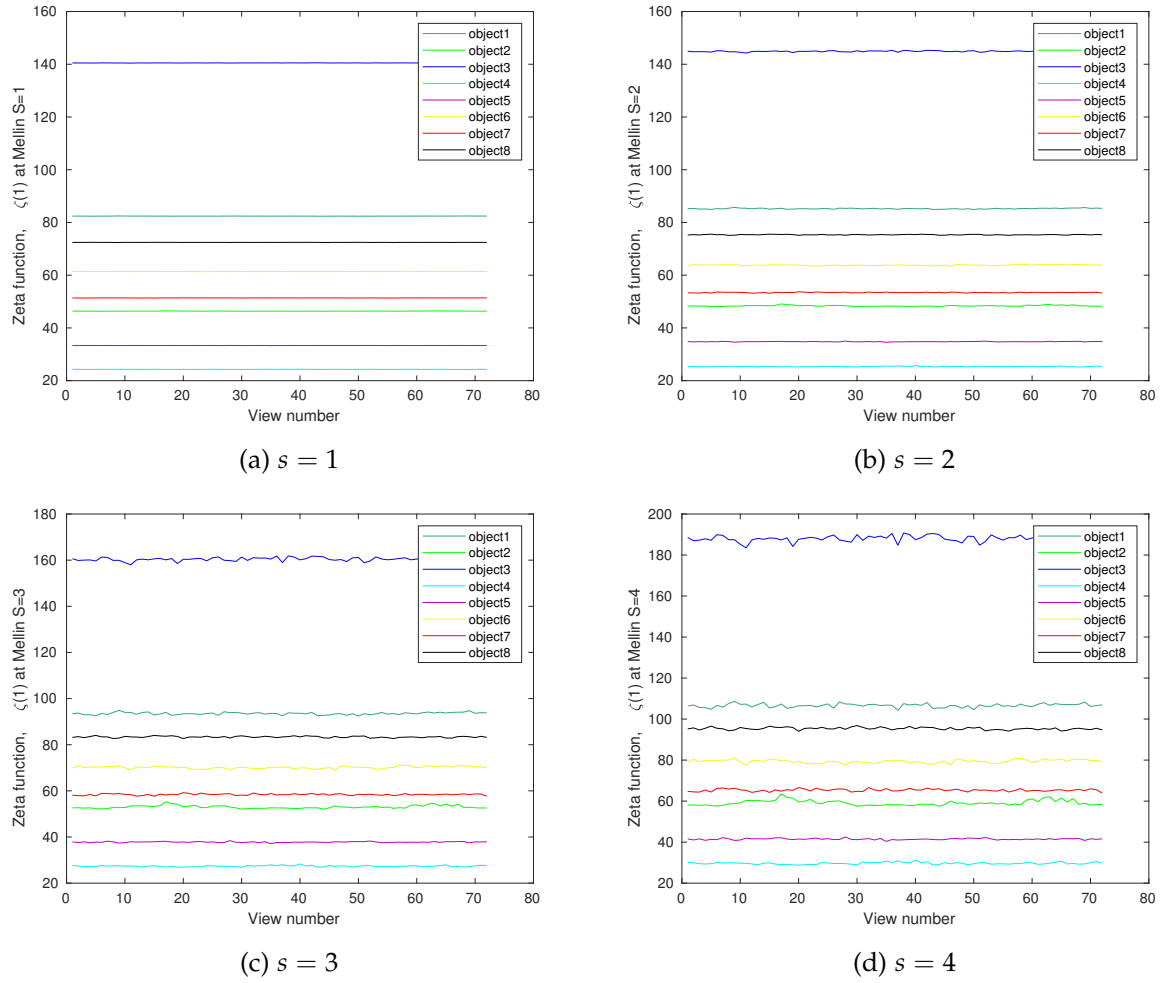 160
140
120
100
80
60
40
20
0 10 20 30 40 50 60 70 80
Zeta function, ζ(1) at Mellin S=1
View number
object1
object2
object3
object4
object5
object6
object7
object8
(a) s = 1
160
140
120
100
80
60
40
20
0 10 20 30 40 50 60 70 80
Zeta function, ζ(1) at Mellin S=2
View number
object1
object2
object3
object4
object5
object6
object7
object8
(b) s = 2
180
160
140
120
100
80
60
40
20
0 10 20 30 40 50 60 70 80
Zeta function, ζ(1) at Mellin S=3
View number
object1
object2
object3
object4
object5
object6
object7
object8
(c) s = 3
200
180
160
140
120
100
80
60
40
20
0 10 20 30 40 50 60 70 80
Zeta function, ζ(1) at Mellin S=4
View number
object1
object2
object3
object4
object5
object6
object7
object8
(d) s = 4